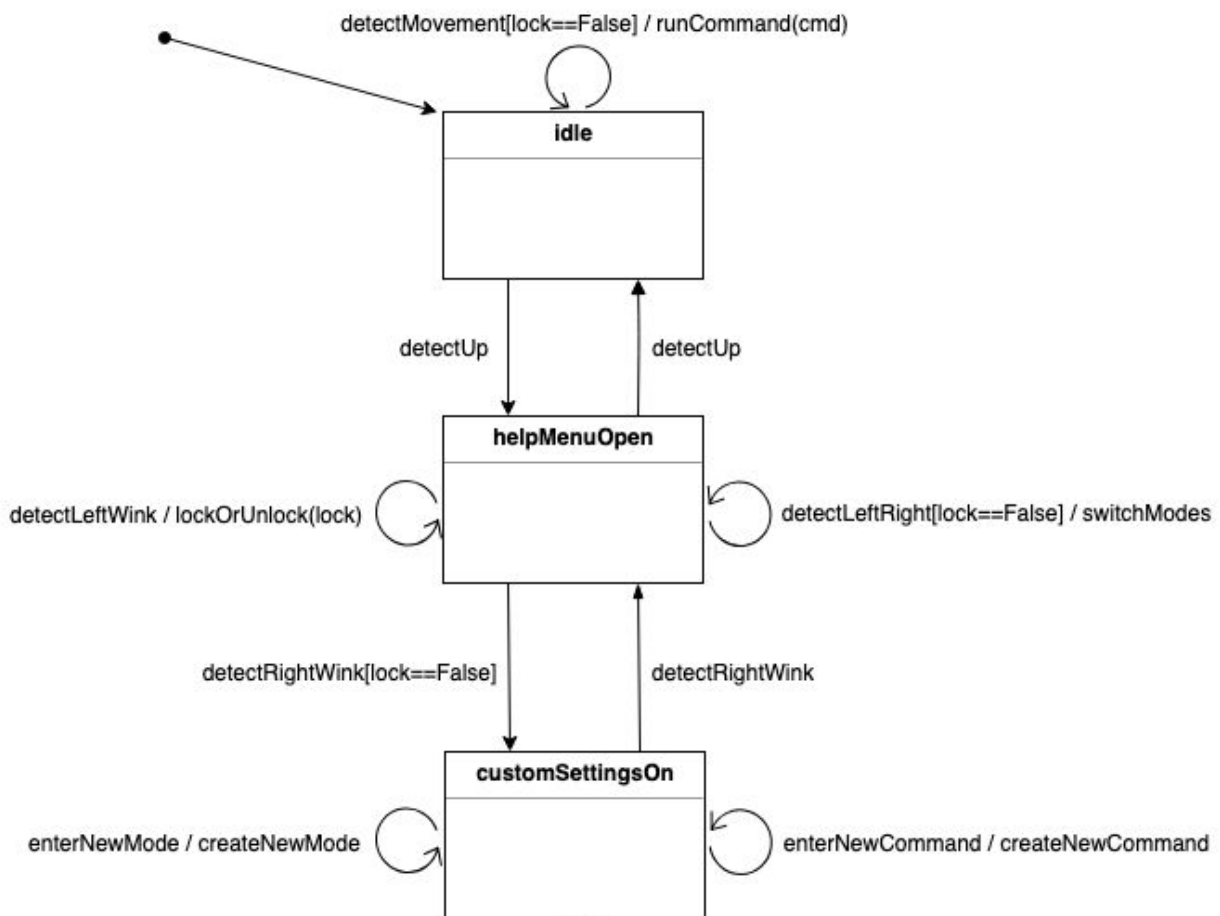 detectMovement[lock==False] / runCommand(cmd)
idle
detectUp
detectUp
helpMenuOpen
detectLeftWink / lockOrUnlock(lock)
detectLeftRight[lock==False] / switchModes
detectRightWink[lock==False]
detectRightWink
customSettingsOn
enterNewMode / createNewMode
enterNewCommand / createNewCommand